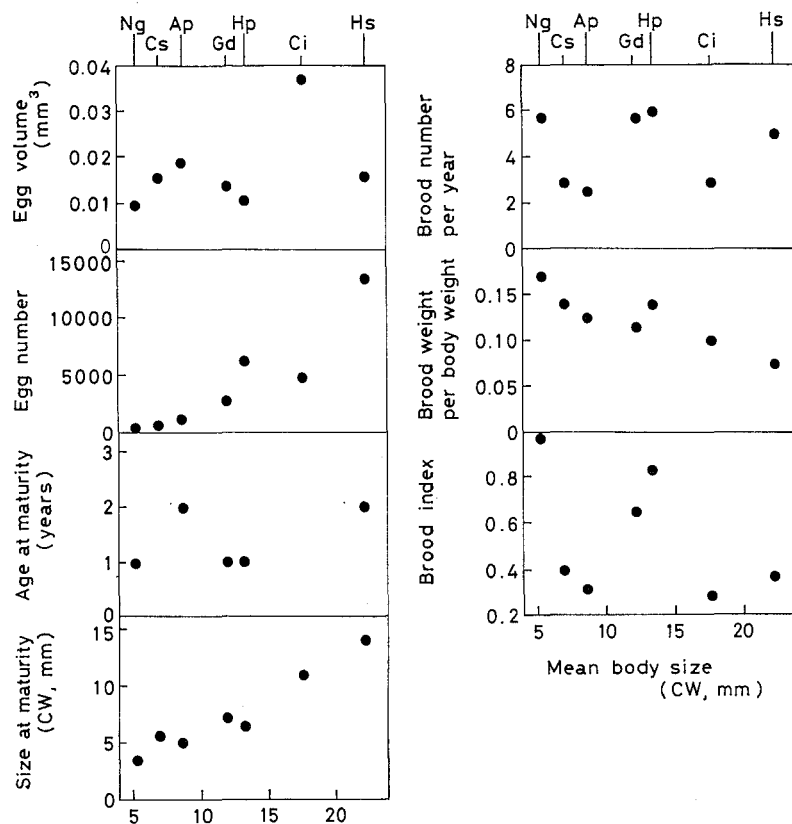 Ng Ap Hp Hs
Cs Gd Ci
0.04
0.03
0.02
0.01
0
Egg volume
(mm³)
15000
10000
5000
0
Egg number
3
2
1
0
Age at maturity
(years)
15
10
5
0
Size at maturity
(CW, mm)
5 10 15 20
Ng Ap Hp Hs
Cs Gd Ci
8
6
4
2
0
Brood number
per year
0.15
0.10
0.05
0
Brood weight
per body weight
0.8
0.6
0.4
0.2
Brood index
5 10 15 20
Mean body size
(CW, mm)